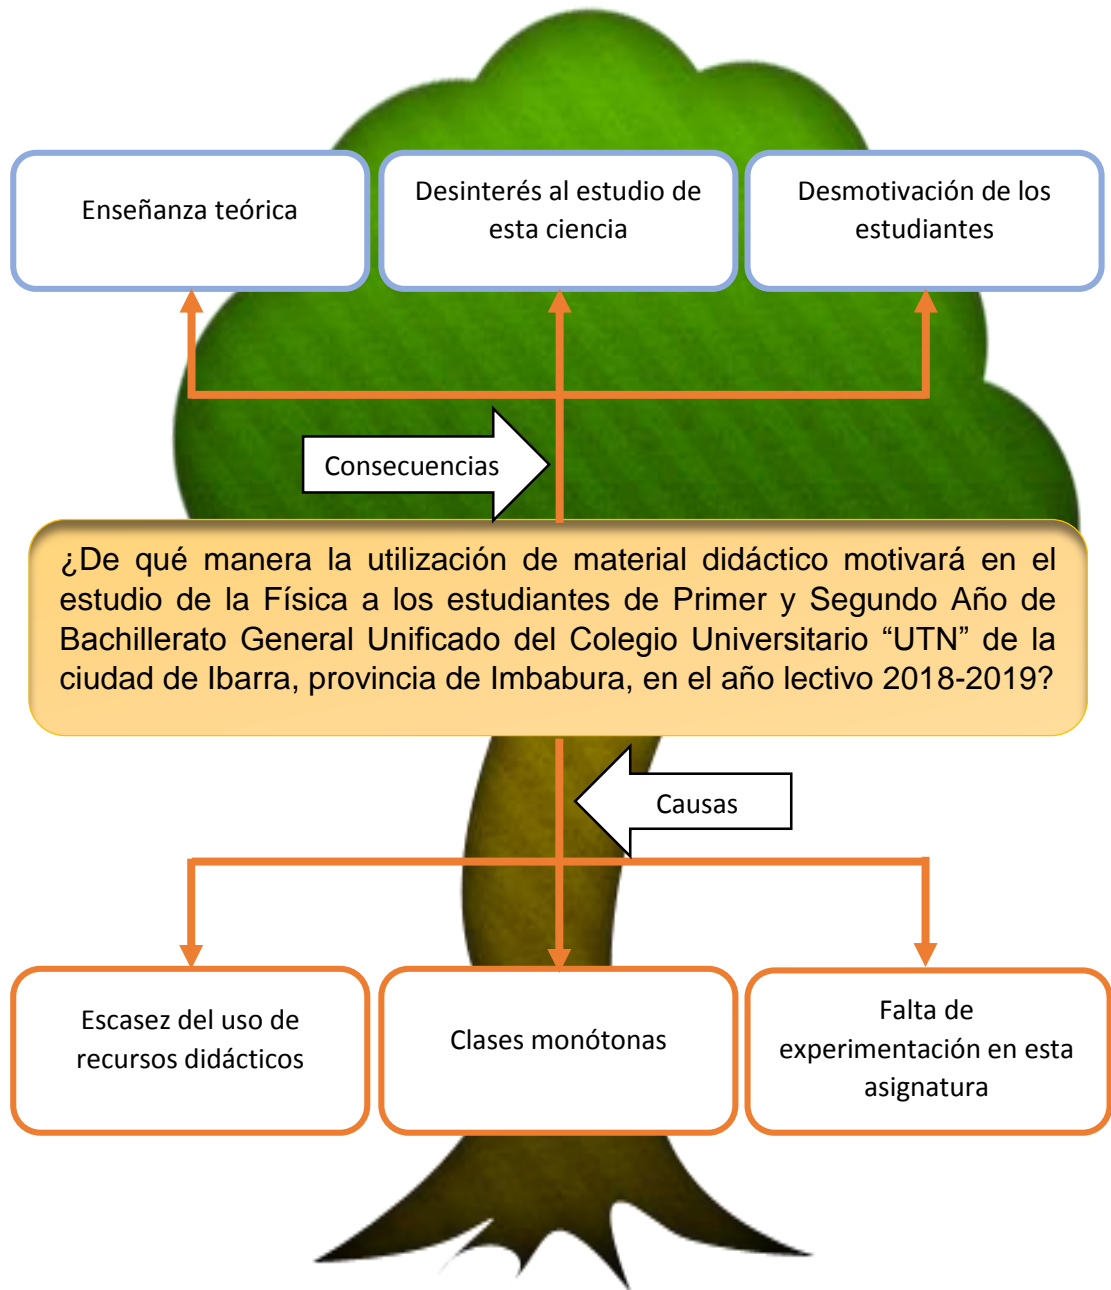 Enseñanza teórica
Desinterés al estudio de
esta ciencia
Desmotivación de los
estudiantes
Consecuencias
¿De qué manera la utilización de material didáctico motivará en el
estudio de la Física a los estudiantes de Primer y Segundo Año de
Bachillerato General Unificado del Colegio Universitario “UTN” de la
ciudad de Ibarra, provincia de Imbabura, en el año lectivo 2018-2019?
Causas
Escasez del uso de
recursos didácticos
Clases monótonas
Falta de
experimentación en esta
asignatura